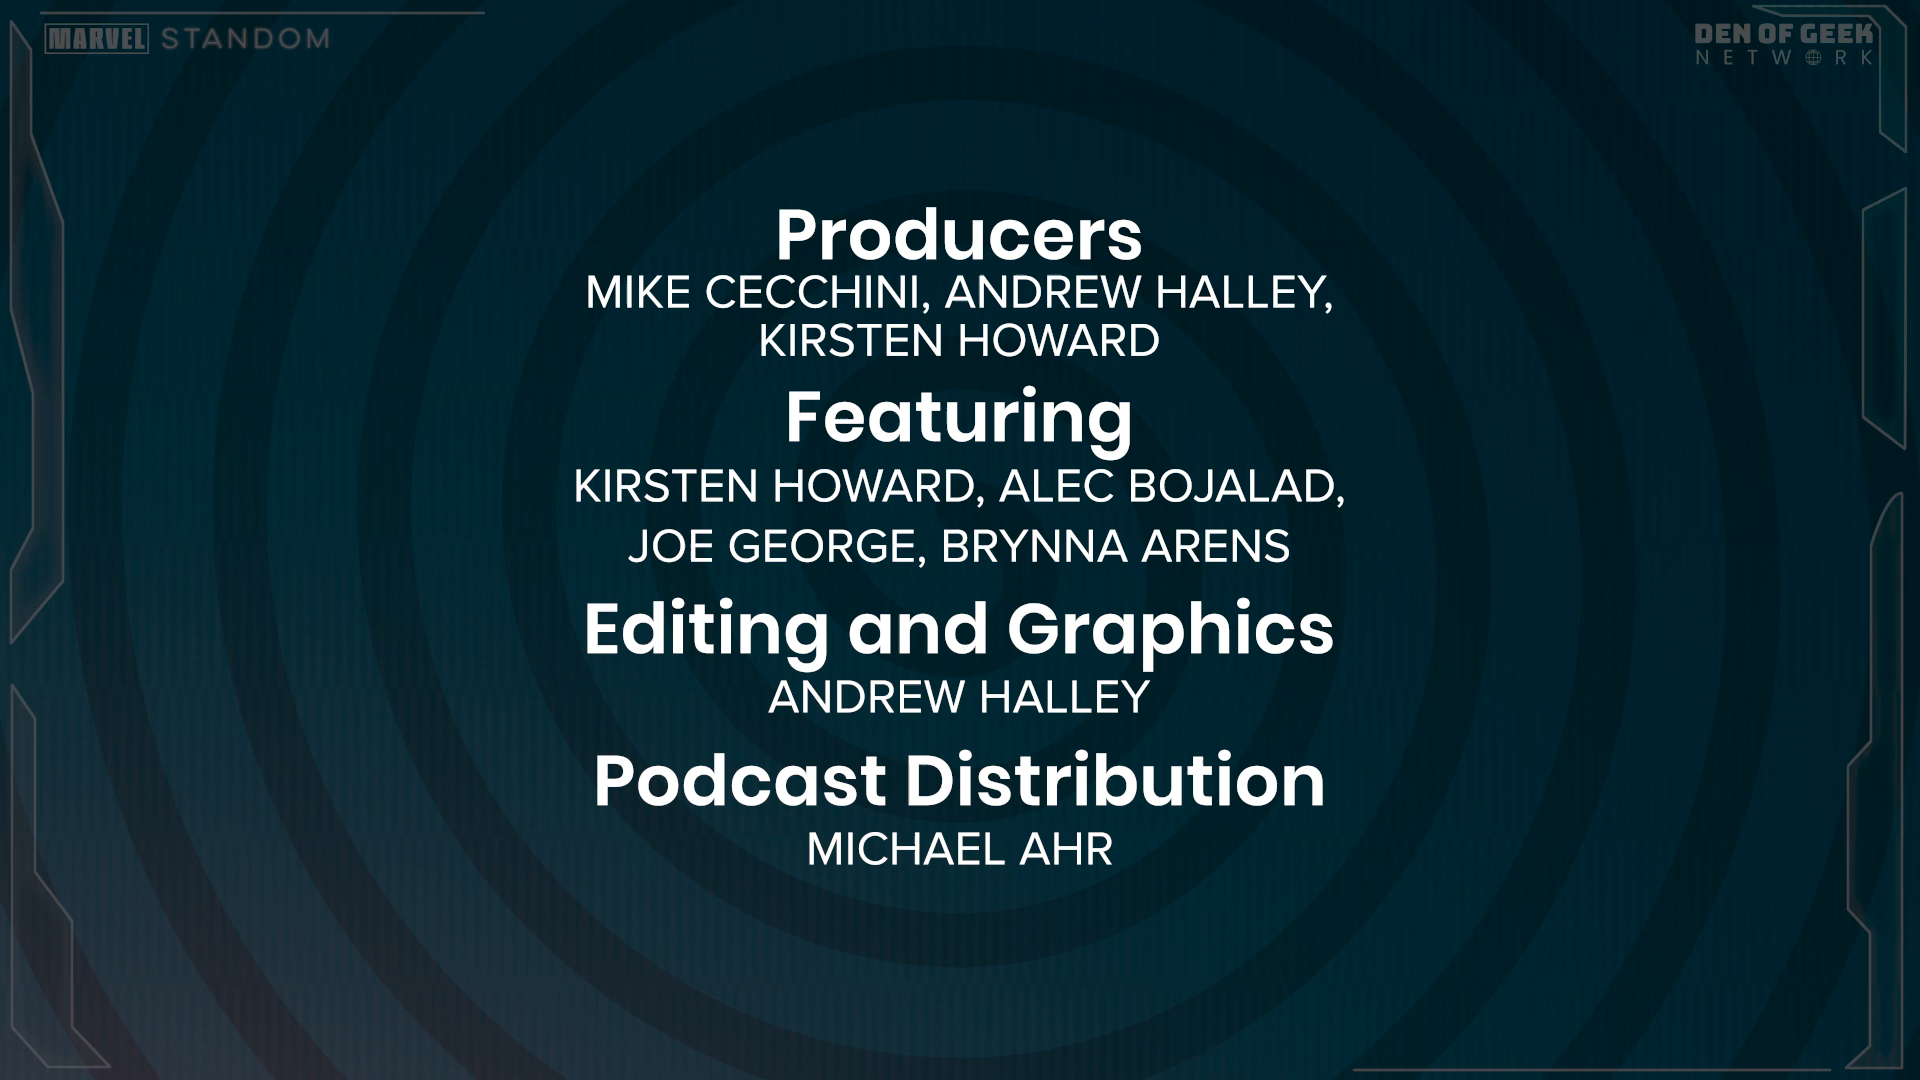 MARVEL STANDOM
DEN OF GEEK
NETWORK
Producers
MIKE CECCHINI, ANDREW HALLEY,
KIRSTEN HOWARD
Featuring
KIRSTEN HOWARD, ALEC BOJALAD,
JOE GEORGE, BRYNNA ARENS
Editing and Graphics
ANDREW HALLEY
Podcast Distribution
MICHAEL AHR